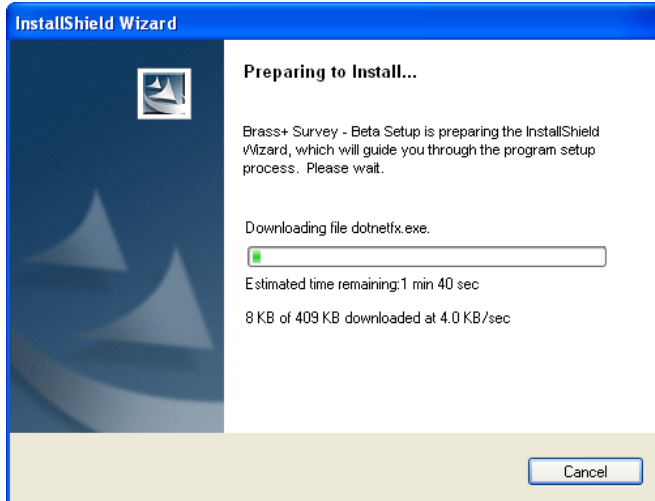 InstallShield Wizard
Preparing to Install...
Brass+ Survey - Beta Setup is preparing the InstallShield
Wizard, which will guide you through the program setup
process. Please wait.
Downloading file dotnetfx.exe.
Estimated time remaining:1 min 40 sec
8 KB of 409 KB downloaded at 4.0 KB/sec
Cancel